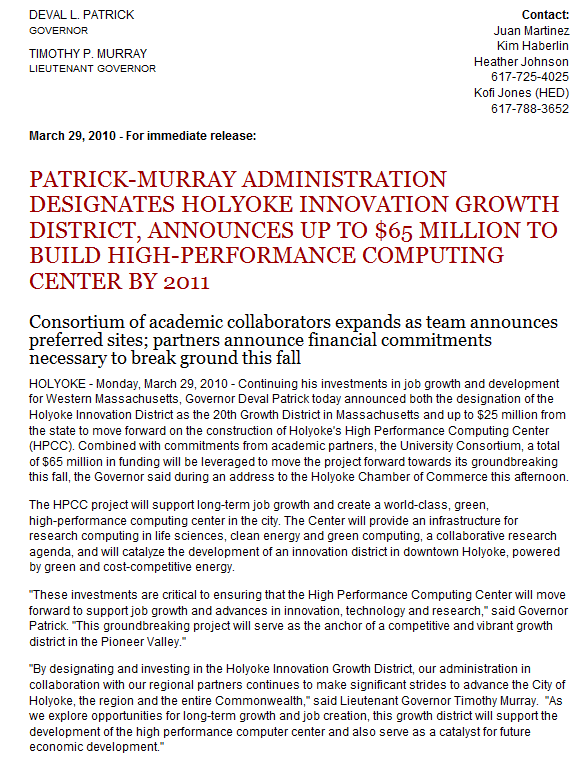 DEVAL L. PATRICK
GOVERNOR
TIMOTHY P. MURRAY
LIEUTENANT GOVERNOR
Contact:
Juan Martinez
Kim Haberlin
Heather Johnson
617-725-4025
Kofi Jones (HED)
617-788-3652
March 29, 2010 - For immediate release:
PATRICK-MURRAY ADMINISTRATION
DESIGNATES HOLYOKE INNOVATION GROWTH
DISTRICT, ANNOUNCES UP TO $65 MILLION TO
BUILD HIGH-PERFORMANCE COMPUTING
CENTER BY 2011
Consortium of academic collaborators expands as team announces
preferred sites; partners announce financial commitments
necessary to break ground this fall
HOLYOKE - Monday, March 29, 2010 - Continuing his investments in job growth and development
for Western Massachusetts, Governor Deval Patrick today announced both the designation of the
Holyoke Innovation District as the 20th Growth District in Massachusetts and up to $25 million from
the state to move forward on the construction of Holyoke's High Performance Computing Center
(HPCC). Combined with commitments from academic partners, the University Consortium, a total
of $65 million in funding will be leveraged to move the project forward towards its groundbreaking
this fall, the Governor said during an address to the Holyoke Chamber of Commerce this afternoon.
The HPCC project will support long-term job growth and create a world-class, green,
high-performance computing center in the city. The Center will provide an infrastructure for
research computing in life sciences, clean energy and green computing, a collaborative research
agenda, and will catalyze the development of an innovation district in downtown Holyoke, powered
by green and cost-competitive energy.
"These investments are critical to ensuring that the High Performance Computing Center will move
forward to support job growth and advances in innovation, technology and research," said Governor
Patrick. "This groundbreaking project will serve as the anchor of a competitive and vibrant growth
district in the Pioneer Valley."
"By designating and investing in the Holyoke Innovation Growth District, our administration in
collaboration with our regional partners continues to make significant strides to advance the City of
Holyoke, the region and the entire Commonwealth," said Lieutenant Governor Timothy Murray. "As
we explore opportunities for long-term growth and job creation, this growth district will support the
development of the high performance computer center and also serve as a catalyst for future
economic development."